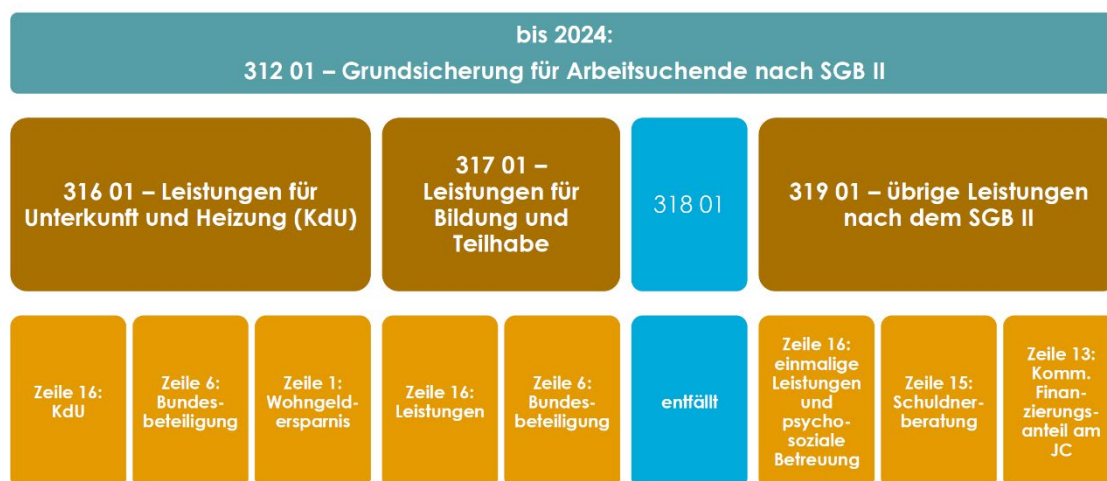 bis 2024:
312 01 – Grundsicherung für Arbeitsuchende nach SGB II
316 01 – Leistungen für
Unterkunft und Heizung (KdU)
317 01 –
Leistungen für
Bildung und
Teilhabe
318 01
319 01 – übrige Leistungen
nach dem SGB II
Zeile 16:
KdU
Zeile 6:
Bundes-
beteiligung
Zeile 1:
Wohngeld-
ersparnis
Zeile 16:
Leistungen
Zeile 6:
Bundes-
beteiligung
entfällt
Zeile 16:
einmalige
Leistungen
und
psycho-
soziale
Betreuung
Zeile 15:
Schuldner-
beratung
Zeile 13:
Komm.
Finan-
zierungs-
anteil am
JC